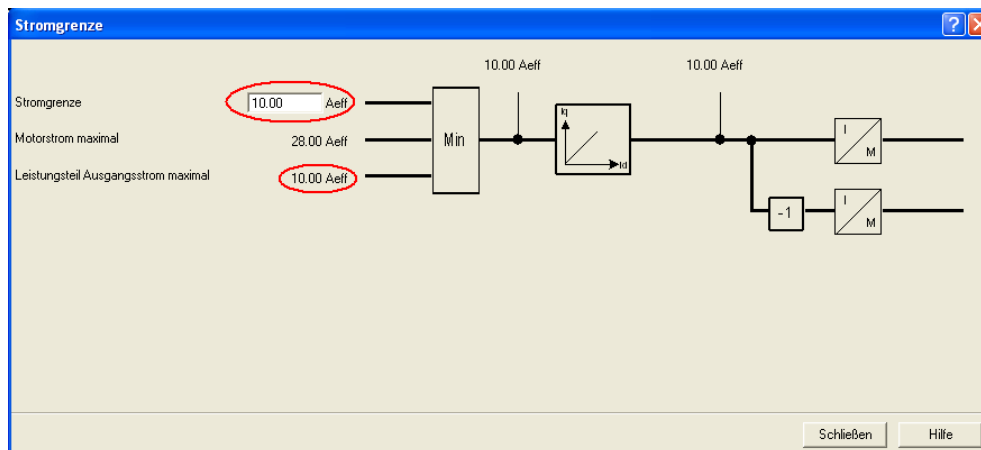 Stromgrenze
10.00 Aeff 10.00 Aeff
Stromgrenze 10.00 Aeff
Motorstrom maximal 28.00 Aeff
Leistungsteil Ausgangsstrom maximal 10.00 Aeff
Min
Iq
Id
I
M
-1
I
M
Schließen Hilfe